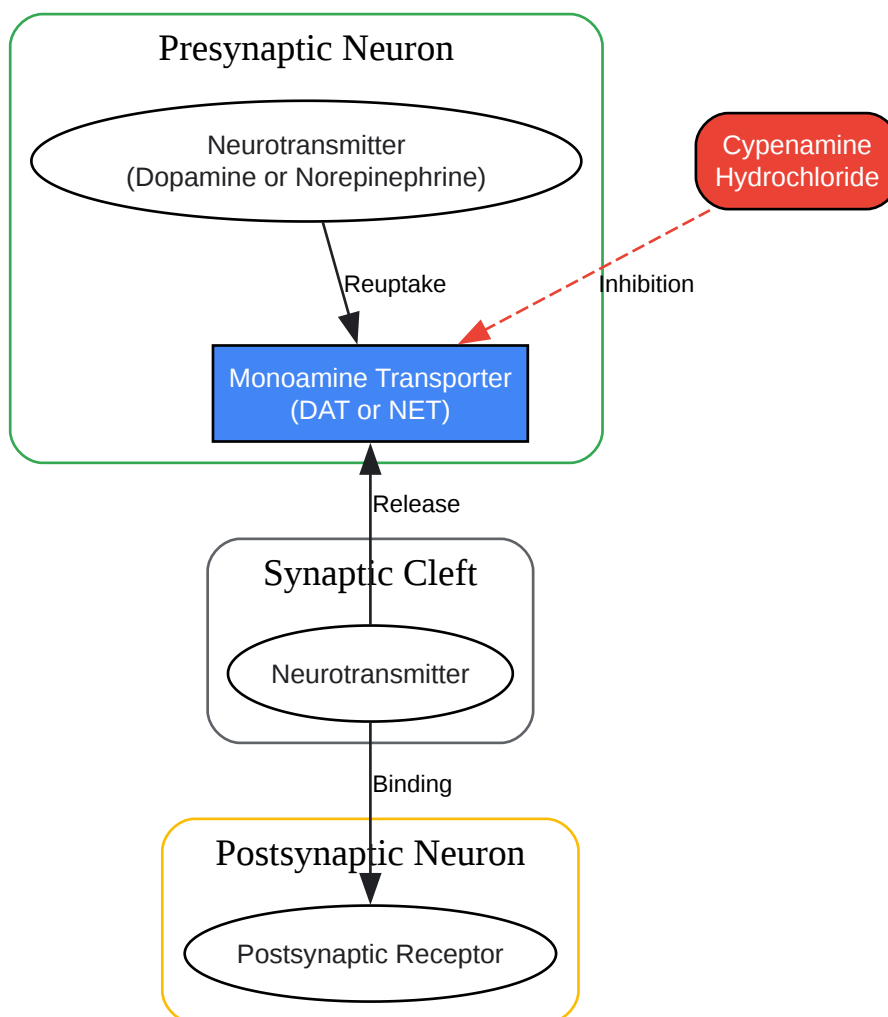 Presynaptic Neuron
Neurotransmitter
(Dopamine or Norepinephrine)
Cypenamine
Hydrochloride
Reuptake
Inhibition
Monoamine Transporter
(DAT or NET)
Release
Synaptic Cleft
Neurotransmitter
Binding
Postsynaptic Neuron
Postsynaptic Receptor